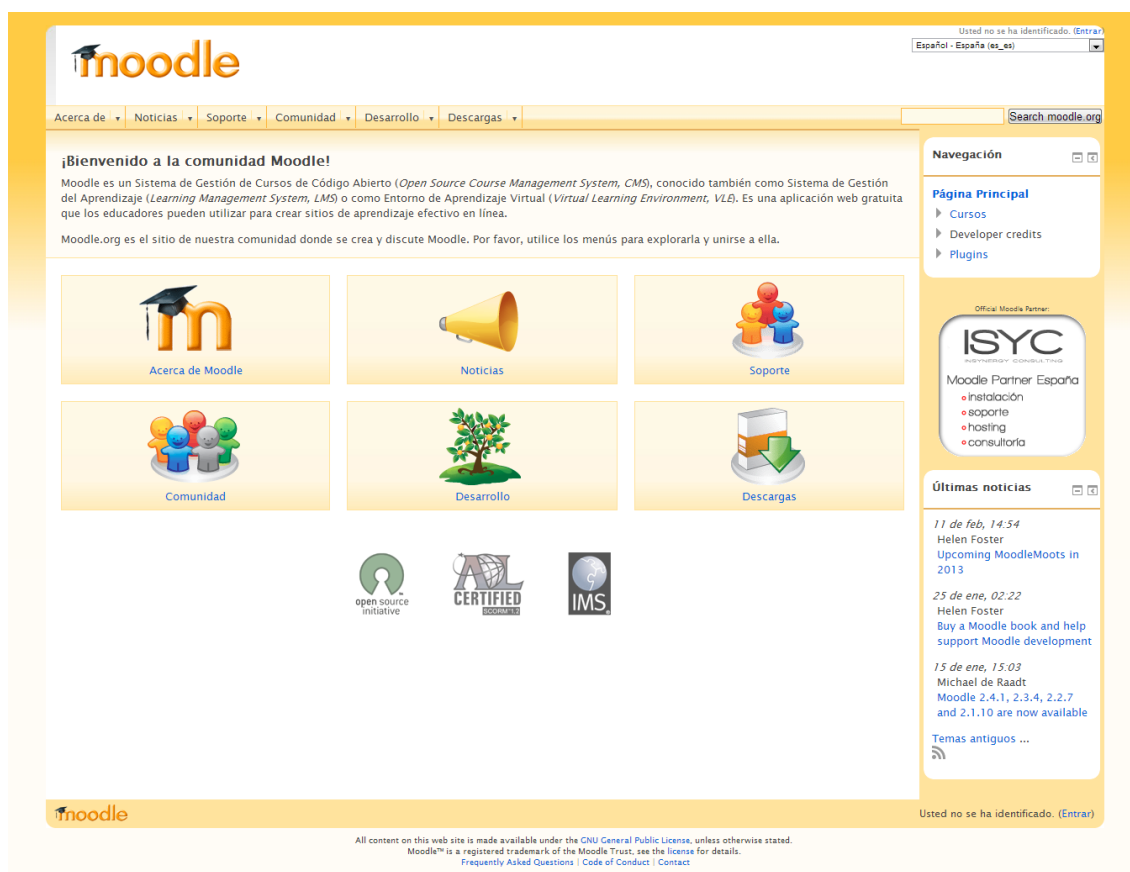 Usted no se ha identificado. (Entrar)
moodle
Español - España (es_es)
Acerca de Noticias Soporte Comunidad Desarrollo Descargas
Search moodle.org
¡Bienvenido a la comunidad Moodle!
Moodle es un Sistema de Gestión de Cursos de Código Abierto (Open Source Course Management System, CMS), conocido también como Sistema de Gestión
del Aprendizaje (Learning Management System, LMS) o como Entorno de Aprendizaje Virtual (Virtual Learning Environment, VLE). Es una aplicación web gratuita
que los educadores pueden utilizar para crear sitios de aprendizaje efectivo en línea.
Moodle.org es el sitio de nuestra comunidad donde se crea y discute Moodle. Por favor, utilice los menús para explorarla y unirse a ella.
m
Acerca de Moodle
Noticias
Soporte
Comunidad
Desarrollo
Descargas
open source
initiative
ADL
CERTIFIED
SCORM 1.2
IMS
Navegación
Página Principal
Cursos
Developer credits
Plugins
Official Moodle Partner:
ISYC
INSYNERGY CONSULTING
Moodle Partner España
instalación
soporte
hosting
consultoría
Últimas noticias
11 de feb, 14:54
Helen Foster
Upcoming MoodleMoots in
2013
25 de ene, 02:22
Helen Foster
Buy a Moodle book and help
support Moodle development
15 de ene, 15:03
Michael de Raadt
Moodle 2.4.1, 2.3.4, 2.2.7
and 2.1.10 are now available
Temas antiguos ...
moodle
Usted no se ha identificado. (Entrar)
All content on this web site is made available under the GNU General Public License, unless otherwise stated.
Moodle™ is a registered trademark of the Moodle Trust, see the license for details.
Frequently Asked Questions | Code of Conduct | Contact